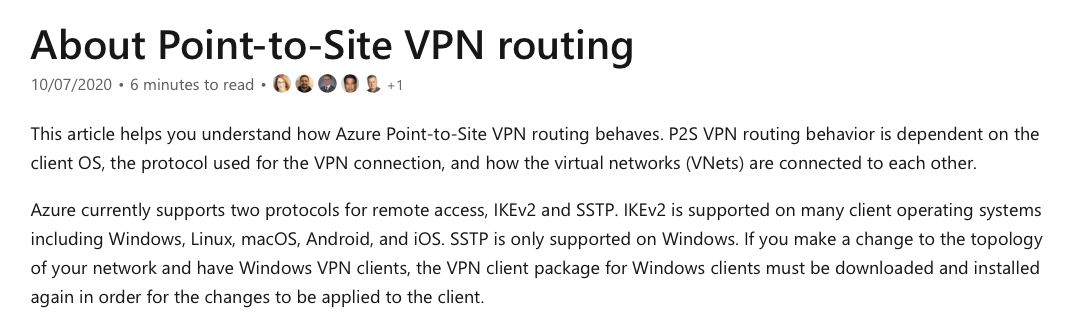 About Point-to-Site VPN routing
10/07/2020 • 6 minutes to read • +1
This article helps you understand how Azure Point-to-Site VPN routing behaves. P2S VPN routing behavior is dependent on the
client OS, the protocol used for the VPN connection, and how the virtual networks (VNets) are connected to each other.
Azure currently supports two protocols for remote access, IKEv2 and SSTP. IKEv2 is supported on many client operating systems
including Windows, Linux, macOS, Android, and iOS. SSTP is only supported on Windows. If you make a change to the topology
of your network and have Windows VPN clients, the VPN client package for Windows clients must be downloaded and installed
again in order for the changes to be applied to the client.